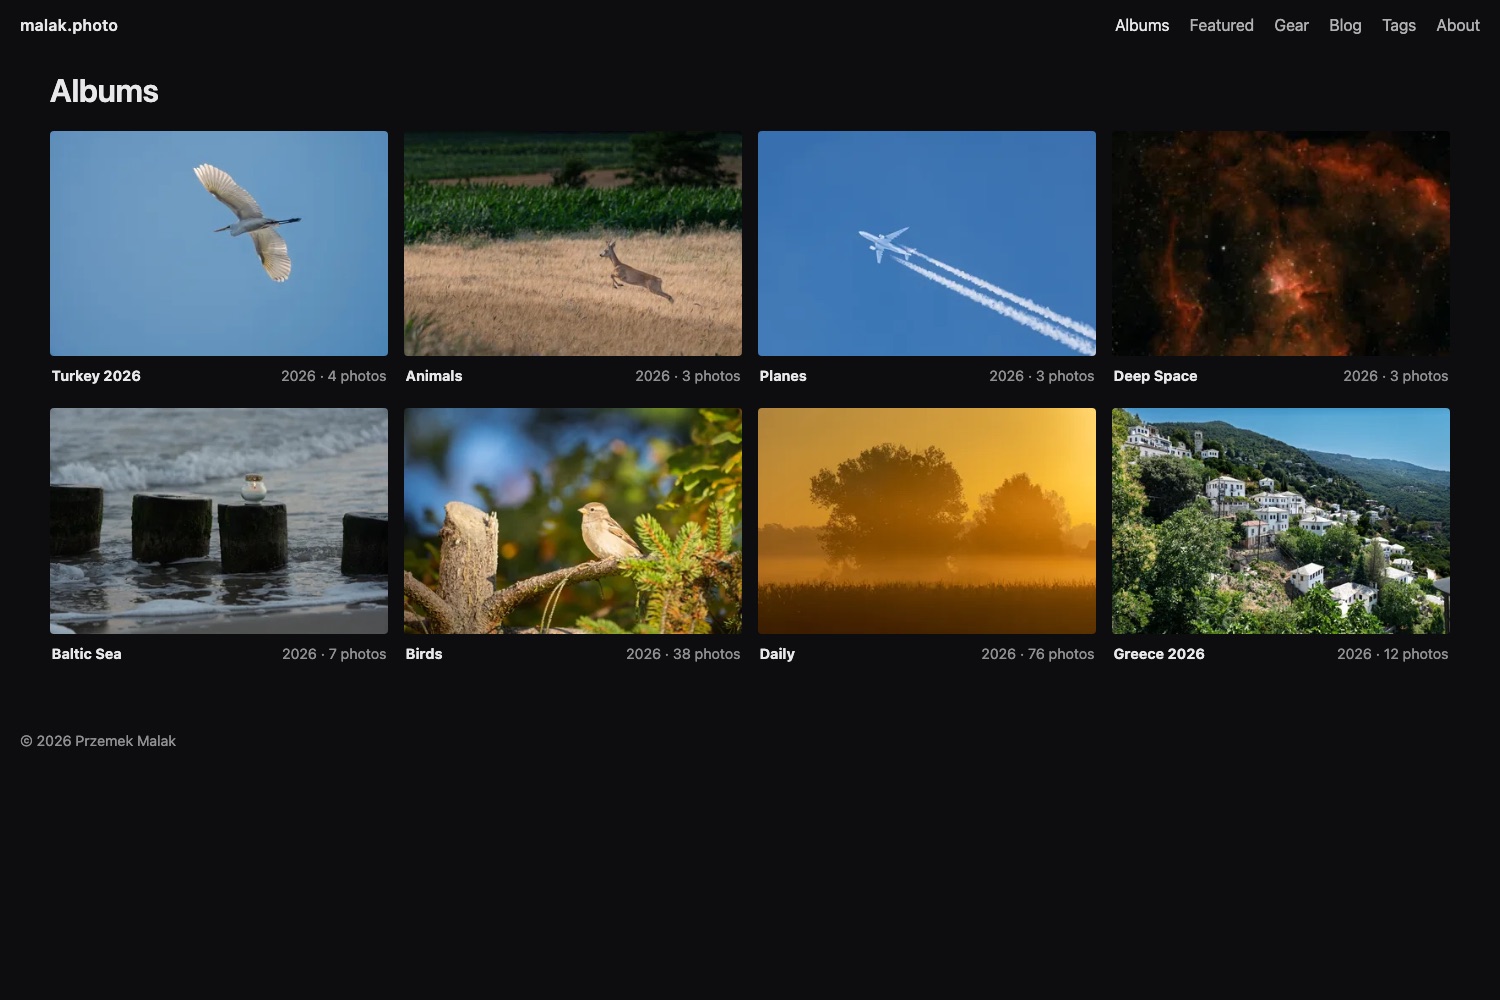 malak.photo
Albums Featured Gear Blog Tags About
Albums
Turkey 2026 2026 · 4 photos
Animals 2026 · 3 photos
Planes 2026 · 3 photos
Deep Space 2026 · 3 photos
Baltic Sea 2026 · 7 photos
Birds 2026 · 38 photos
Daily 2026 · 76 photos
Greece 2026 2026 · 12 photos
© 2026 Przemek Malak